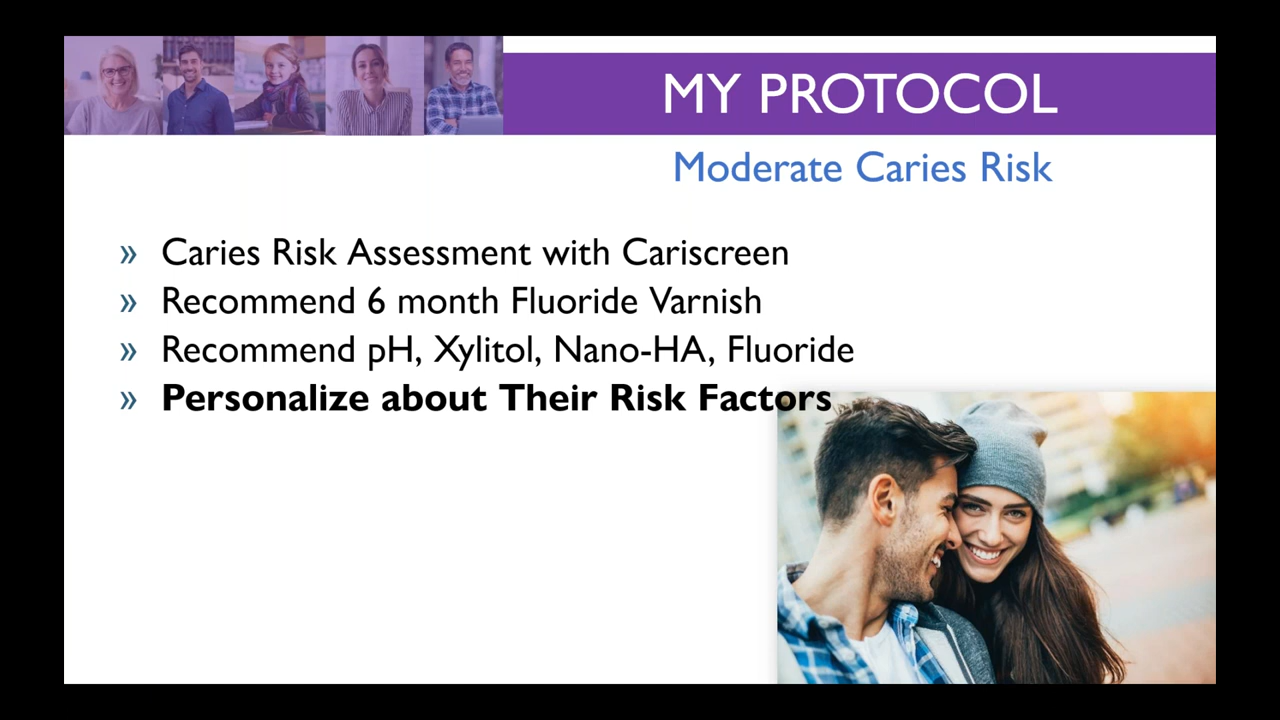 MY PROTOCOL
Moderate Caries Risk
» Caries Risk Assessment with Cariscreen
» Recommend 6 month Fluoride Varnish
» Recommend pH, Xylitol, Nano-HA, Fluoride
» Personalize about Their Risk Factors